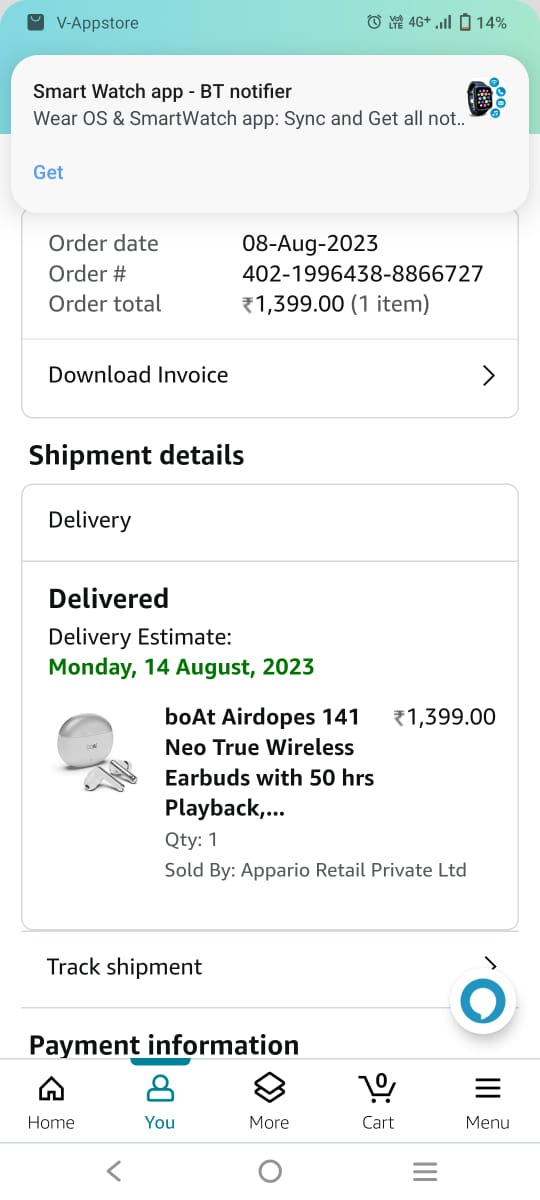 V-Appstore
Vo) LTE 4G+ 14%
Smart Watch app - BT notifier
Wear OS & SmartWatch app: Sync and Get all not..
Get
Order date 08-Aug-2023
Order # 402-1996438-8866727
Order total ₹1,399.00 (1 item)
Download Invoice
Shipment details
Delivery
Delivered
Delivery Estimate:
Monday, 14 August, 2023
boAt Airdopes 141 ₹1,399.00
Neo True Wireless
Earbuds with 50 hrs
Playback,...
Qty: 1
Sold By: Appario Retail Private Ltd
Track shipment
Payment information
0
Home You More Cart Menu